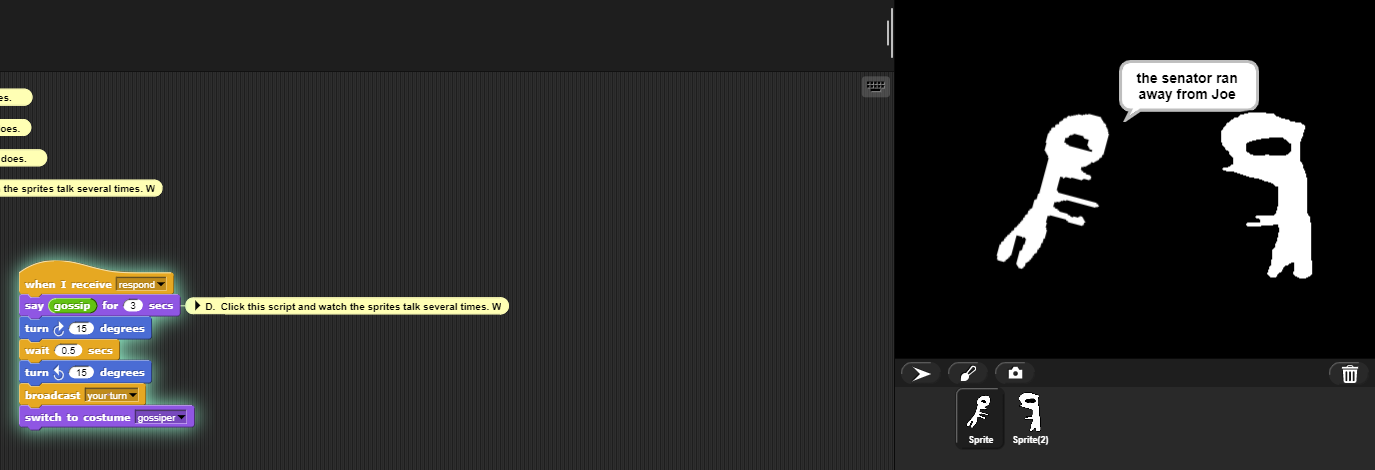 es.
oes.
does.
the sprites talk several times. W
when I receive respond
say gossip for 3 secs
D. Click this script and watch the sprites talk several times. W
turn 15 degrees
wait 0.5 secs
turn 15 degrees
broadcast your turn
switch to costume gossiper
the senator ran
away from Joe
Sprite
Sprite(2)